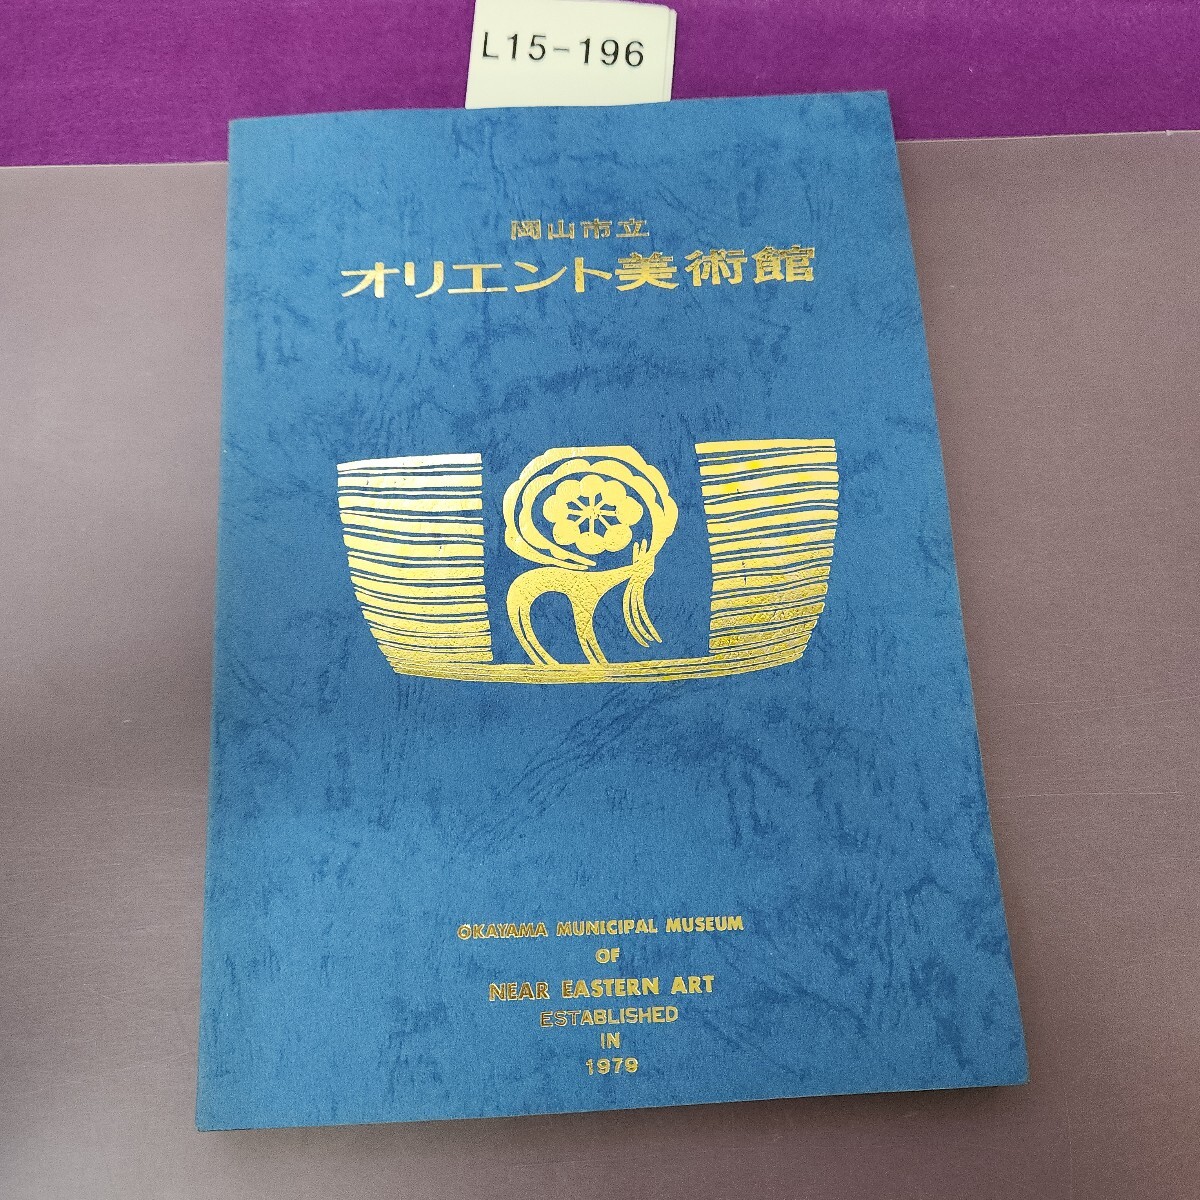 L15-196
岡山市立
オリエント美術館
OKAYAMA MUNICIPAL MUSEUM
OF
NEAR EASTERN ART
ESTABLISHED
IN
1979